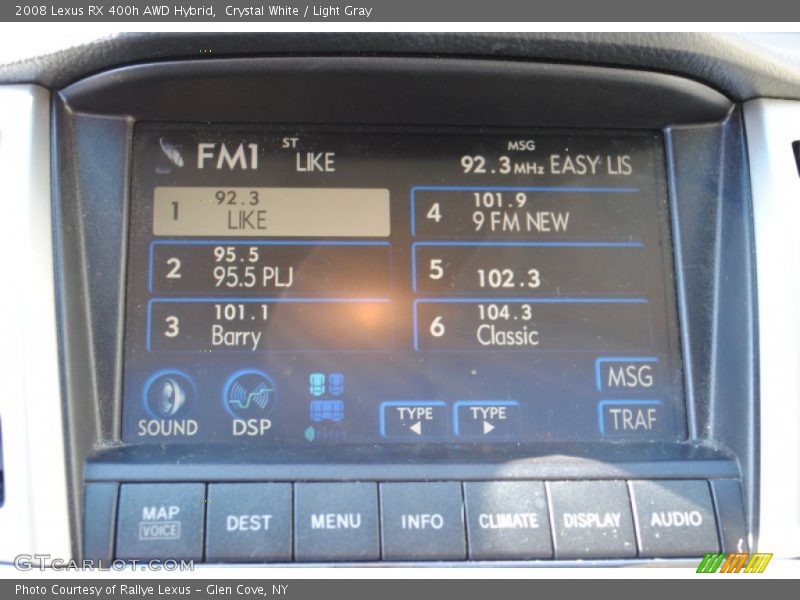 2008 Lexus RX 400h AWD Hybrid,  Crystal White / Light Gray
FM1 ST LIKE
MSG
92.3 MHz EASY LIS
1 92.3
LIKE
2 95.5
95.5 PLJ
3 101.1
Barry
4 101.9
9 FM NEW
5 102.3
6 104.3
Classic
SOUND
DSP
TYPE
TYPE
MSG
TRAF
MAP
VOICE
DEST
MENU
INFO
CLIMATE
DISPLAY
AUDIO
GTCarLot.com
Photo Courtesy of Rallye Lexus – Glen Cove, NY